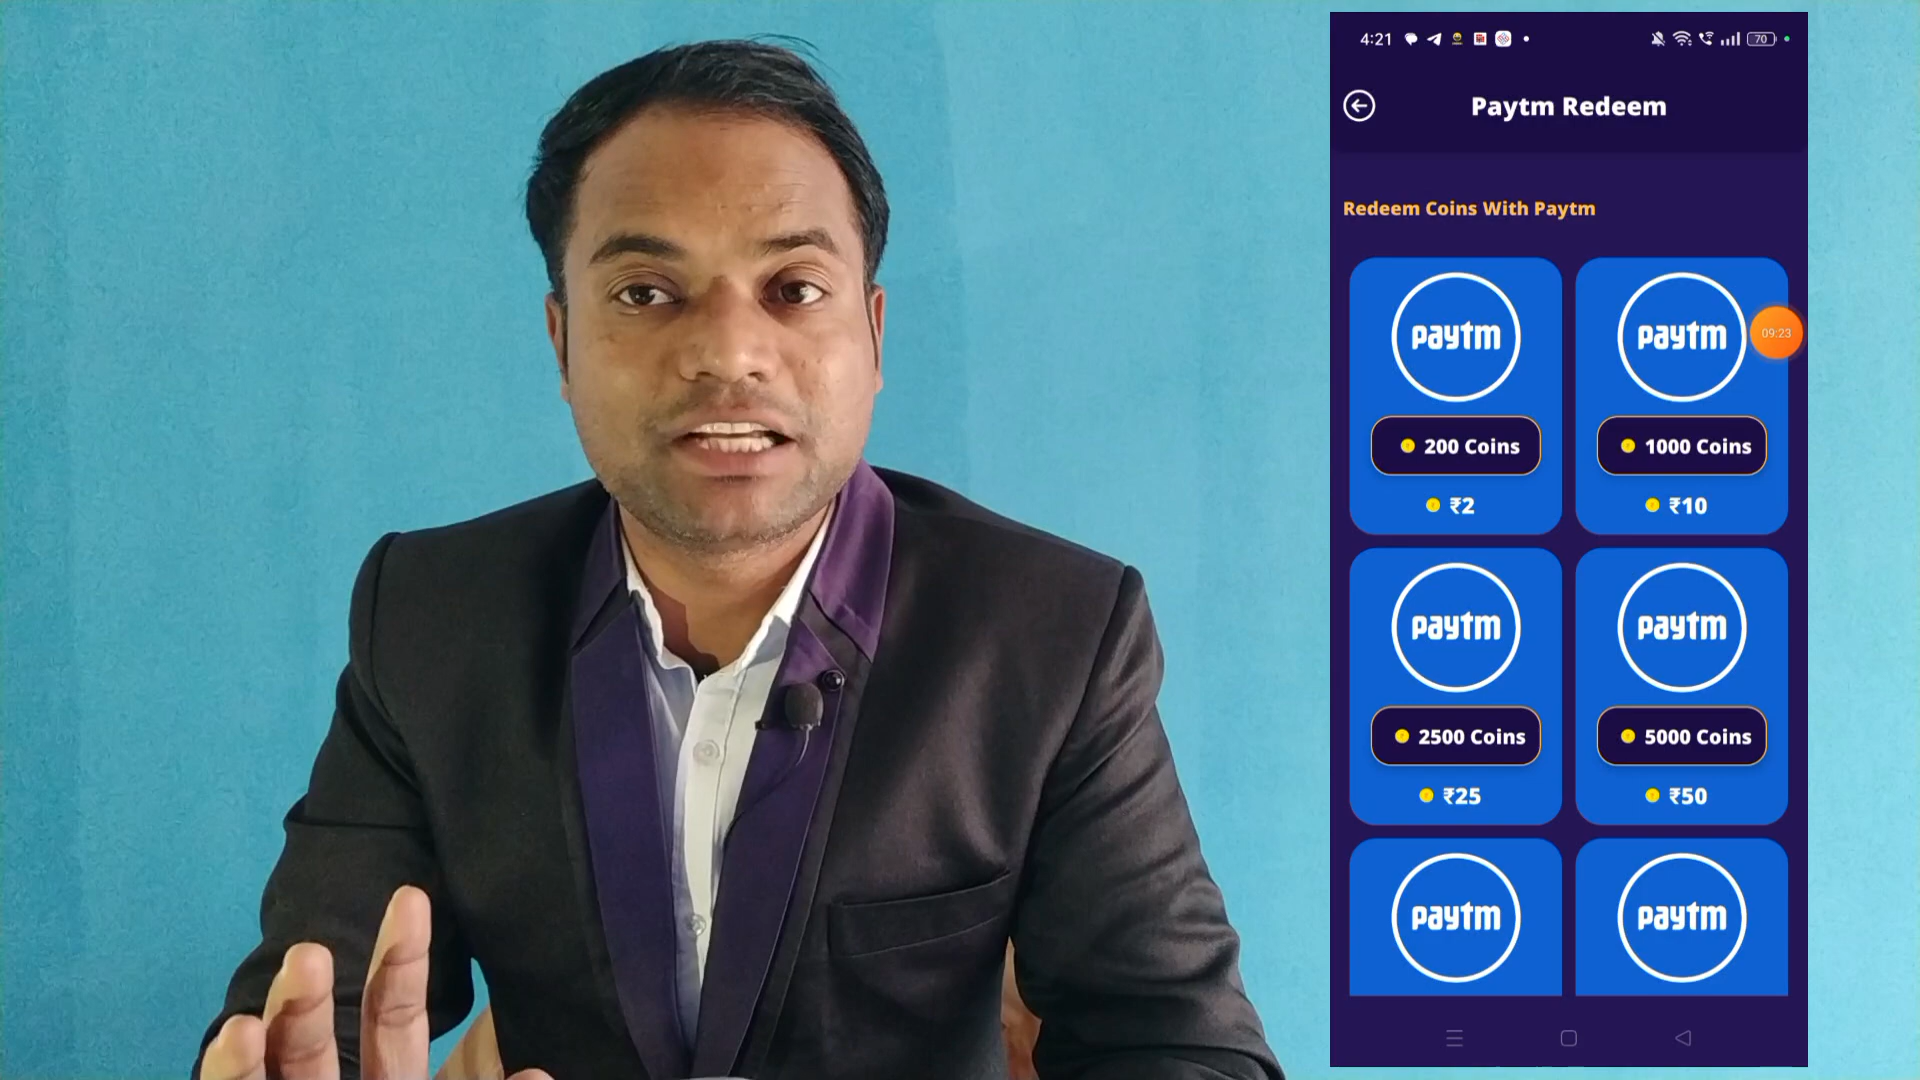 4:21
70
Paytm Redeem
Redeem Coins With Paytm
paytm paytm
09:23
200 Coins 1000 Coins
₹2 ₹10
paytm paytm
2500 Coins 5000 Coins
₹25 ₹50
paytm paytm